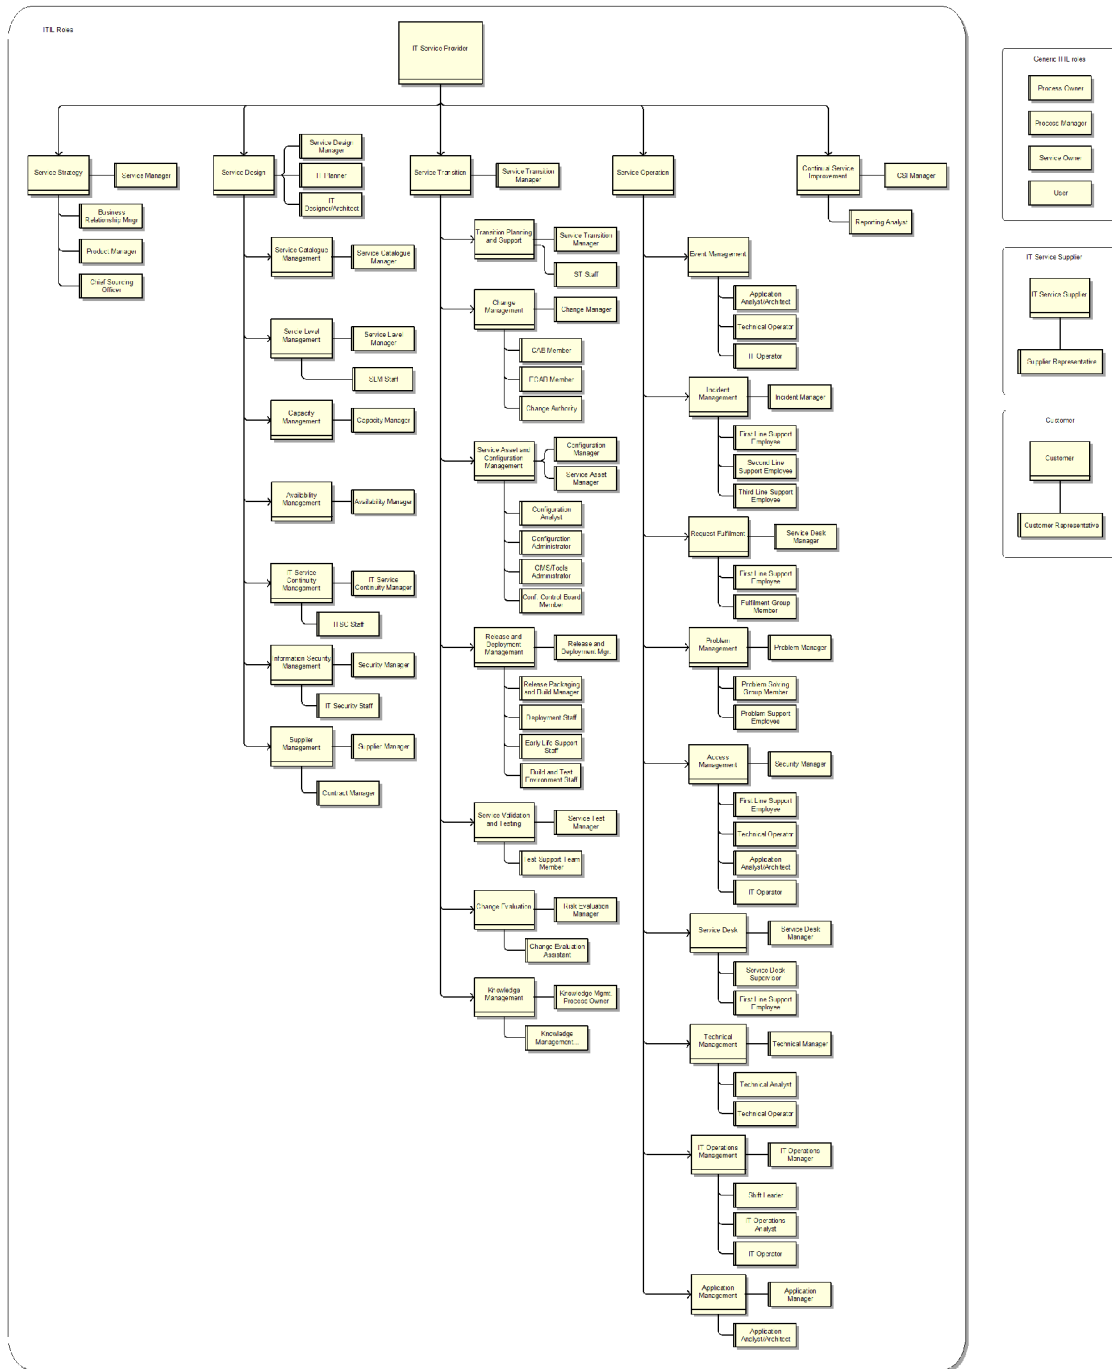 ITIL Roles
IT Service Provider
Service Strategy
Service Manager
Business
Relationship Mngr
Product Manager
Chief Sourcing
Officer
Service Design
Service Design
Manager
IT Planner
IT
Designer/Architect
Service Catalogue
Management
Service Catalogue
Manager
Servcie Level
Management
Service Level
Manager
SLM Staff
Capacity
Management
Capacity Manager
Availability
Management
Availability Manager
IT Service
Continuity
Management
IT Service
Continuity Manager
ITSC Staff
Information Security
Management
Security Manager
IT Security Staff
Supplier
Management
Supplier Manager
Contract Manager
Service Transition
Service Transition
Manager
Transition Planning
and Support
Service Transition
Manager
ST Staff
Change
Management
Change Manager
CAB Member
ECAB Member
Change Authority
Service Asset and
Configuration
Management
Configuration
Manager
Service Asset
Manager
Configuration
Analyst
Configuration
Administrator
CMS/Tools
Administrator
Conf. Control Board
Member
Release and
Deployment
Management
Release and
Deployment Mgr.
Release Packaging
and Build Manager
Deployment Staff
Early Life Support
Staff
Build and Test
Environment Staff
Service Validation
and Testing
Service Test
Manager
Test Support Team
Member
Change Evaluation
Risk Evaluation
Manager
Change Evaluation
Assistant
Knowledge
Management
Knowledge Mgmt.
Process Owner
Knowledge
Management...
Service Operation
Event Management
Application
Analyst/Architect
Technical Operator
IT Operator
Incident
Management
Incident Manager
First Line Support
Employee
Second Line
Support Employee
Third Line Support
Employee
Request Fulfilment
Service Desk
Manager
First Line Support
Employee
Fulfilment Group
Member
Problem
Management
Problem Manager
Problem Solving
Group Member
Problem Support
Employee
Access
Management
Security Manager
First Line Support
Employee
Technical Operator
Application
Analyst/Architect
IT Operator
Service Desk
Service Desk
Manager
Service Desk
Supervisor
First Line Support
Employee
Technical
Management
Technical Manager
Technical Analyst
Technical Operator
IT Operations
Management
IT Operations
Manager
Shift Leader
IT Operations
Analyst
IT Operator
Application
Management
Application
Manager
Application
Analyst/Architect
Continual Service
Improvement
CSI Manager
Reporting Analyst
Generic ITIL roles
Process Owner
Process Manager
Service Owner
User
IT Service Supplier
IT Service Supplier
Supplier Representative
Customer
Customer
Customer Representative